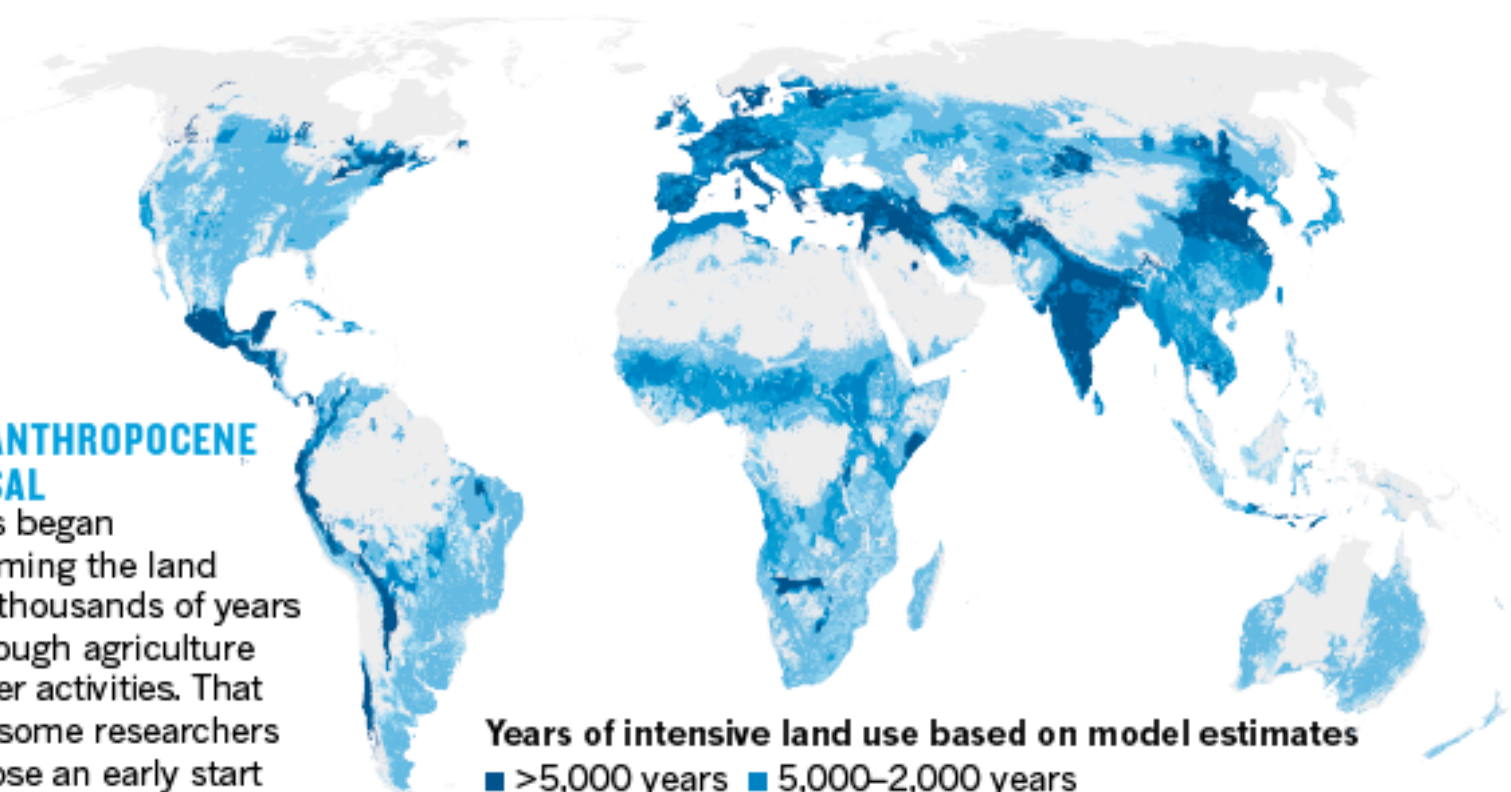 ANTHROPOCENE
SAL
s began
ming the land
thousands of years
ough agriculture
er activities. That
some researchers
ose an early start
Years of intensive land use based on model estimates
>5,000 years 5,000–2,000 years